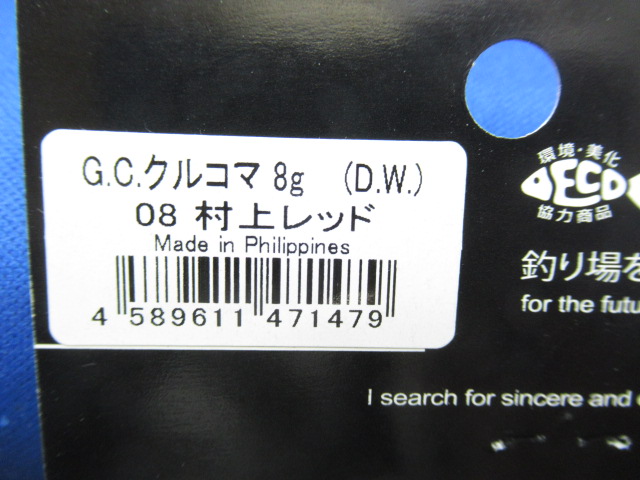 G.C.クルコマ 8g (D.W.)
08 村上レッド
Made in Philippines
4 589611 471479
環境・美化
DECO
協力商品
釣り場を
for the futu
I search for sincere and